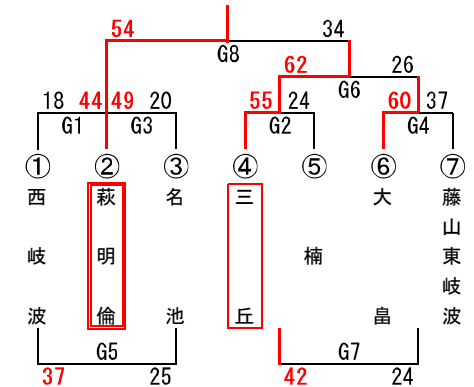 54 34
G8
62 26
G6
18 44 49 20 55 24 60 37
G1 G3 G2 G4
① ② ③ ④ ⑤ ⑥ ⑦
西岐波
萩明倫
名池
三丘
楠
大畠
藤山東岐波
G5 G7
37 25 42 24